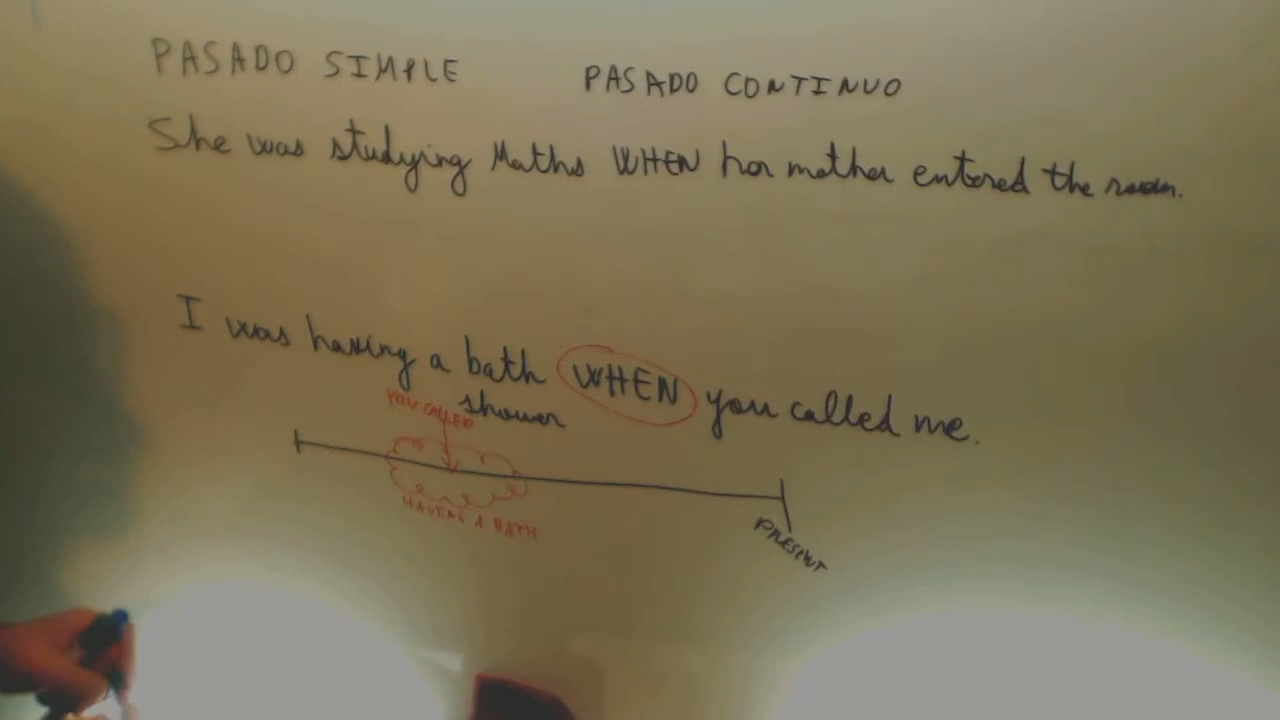 PASADO SIMPLE PASADO CONTINUO
She was studying Maths WHEN her mother entered the room.
I was having a bath WHEN you called me.
shower
YOU CALLED
HAVING A BATH
PRESENT